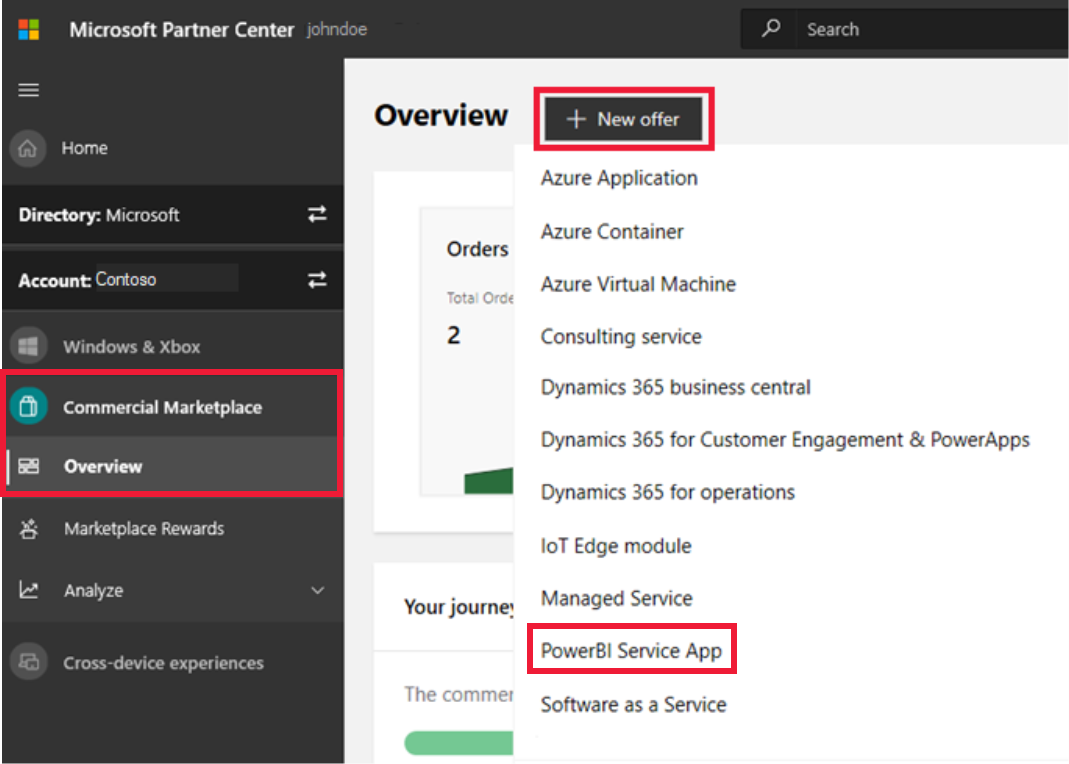 Microsoft Partner Center johndoe
Search
Home
Directory: Microsoft
Account: Contoso
Windows & Xbox
Commercial Marketplace
Overview
Marketplace Rewards
Analyze
Cross-device experiences
Overview
New offer
Azure Application
Azure Container
Azure Virtual Machine
Consulting service
Dynamics 365 business central
Dynamics 365 for Customer Engagement & PowerApps
Dynamics 365 for operations
IoT Edge module
Managed Service
PowerBI Service App
Software as a Service
Orders
Total Orde
2
Your journey
The commer